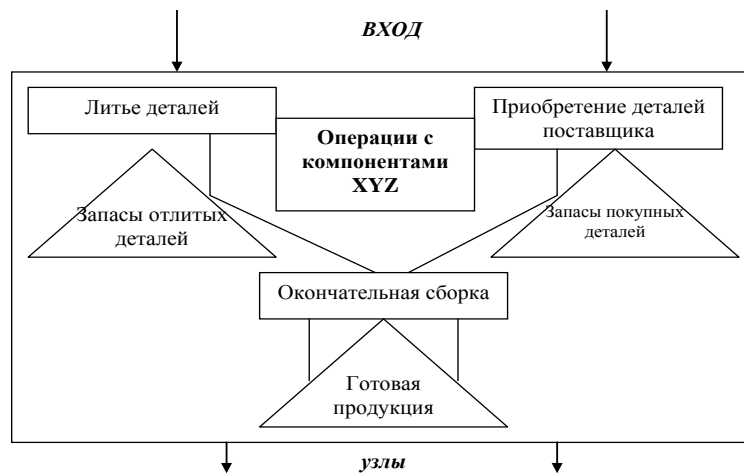 ВХОД
Литье деталей
Приобретение деталей
поставщика
Операции с
компонентами
XYZ
Запасы отлитых
деталей
Запасы покупных
деталей
Окончательная сборка
Готовая
продукция
узлы